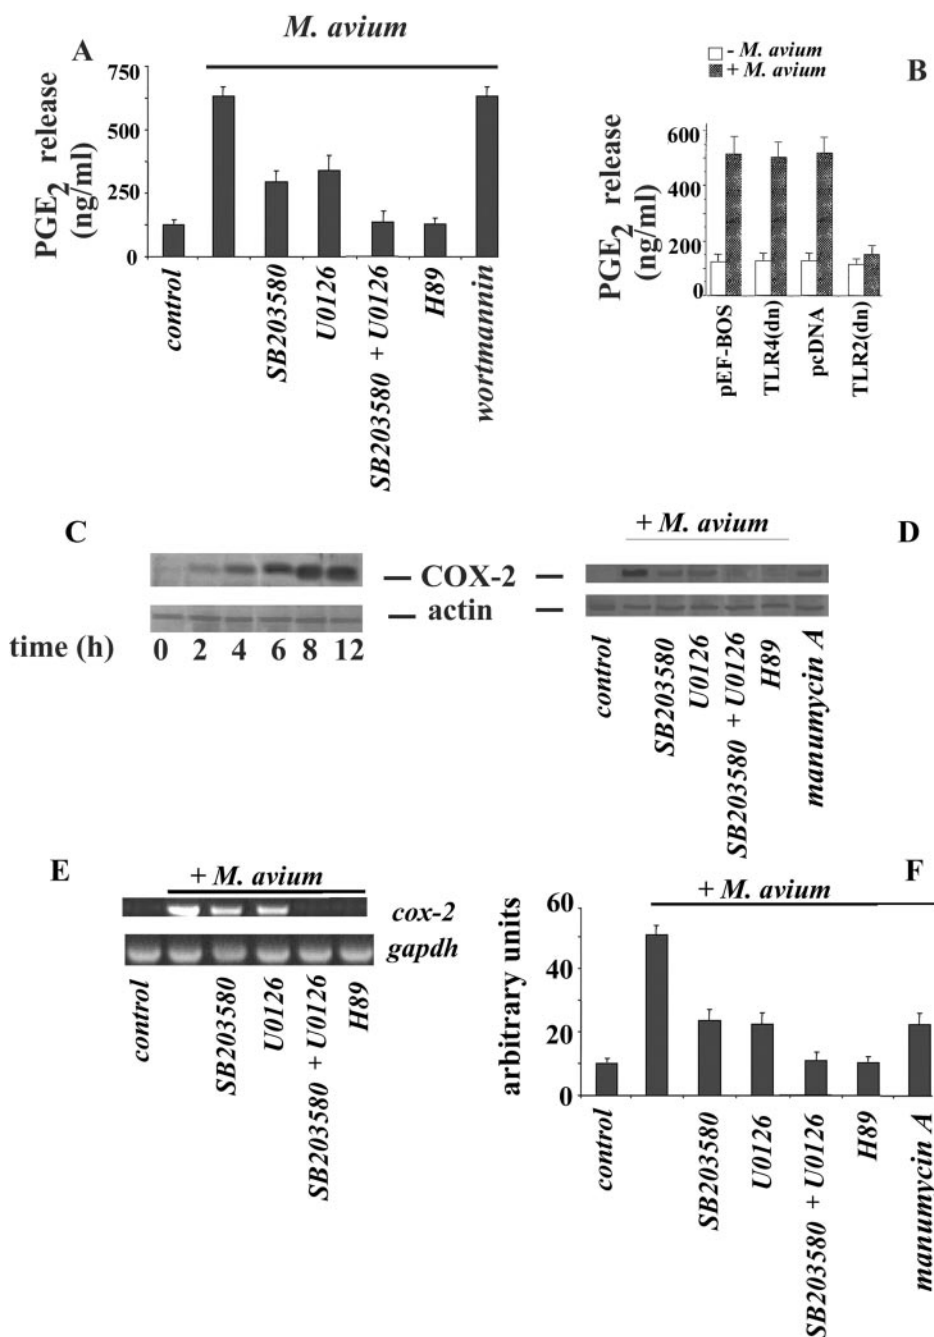 A
M. avium
PGE2 release
(ng/ml)
750
500
250
0
control
SB203580
U0126
SB203580 + U0126
H89
wortmannin
B
- M. avium
+ M. avium
PGE2 release
(ng/ml)
600
400
200
100
pEF-BOS
TLR4(dn)
pcDNA
TLR2(dn)
C
COX-2
actin
time (h) 0 2 4 6 8 12
D
+ M. avium
control
SB203580
U0126
SB203580 + U0126
H89
manumycin A
E
+ M. avium
cox-2
gapdh
control
SB203580
U0126
SB203580 + U0126
H89
F
+ M. avium
arbitrary units
60
40
20
0
control
SB203580
U0126
SB203580 + U0126
H89
manumycin A